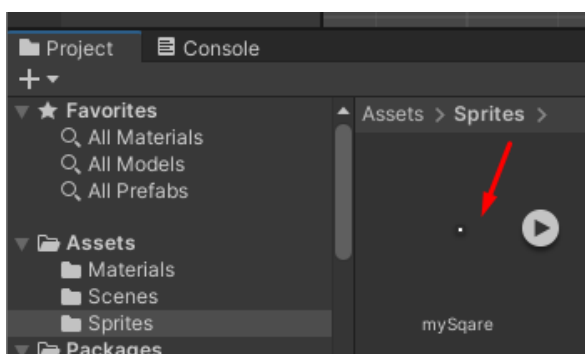 Project
Console
Favorites
All Materials
All Models
All Prefabs
Assets
Materials
Scenes
Sprites
Packages
Assets > Sprites >
mySqare